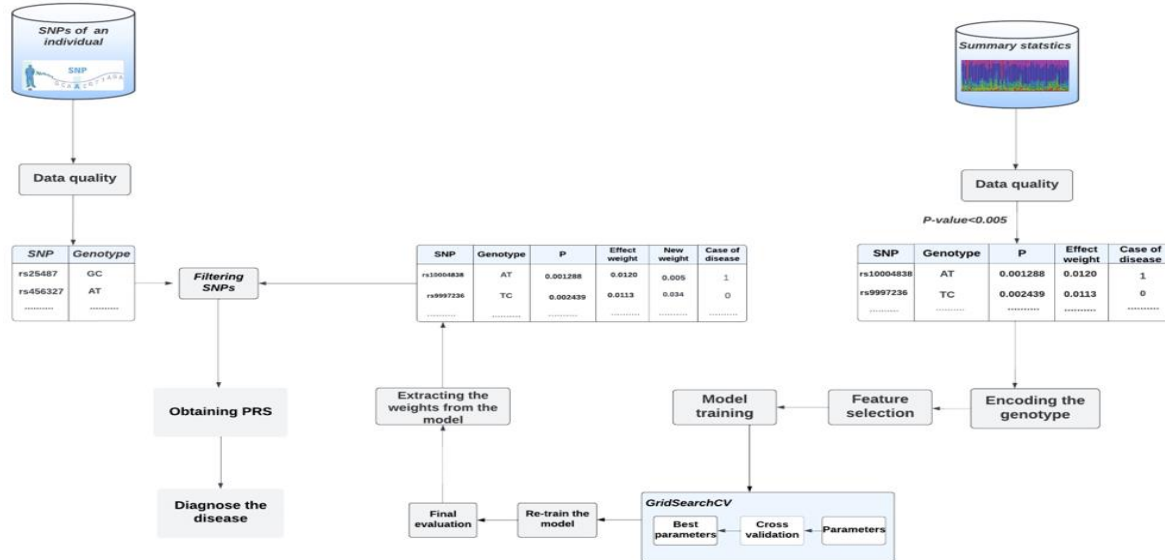 SNPs of an
individual
SNP
Summary statstics
Data quality
Data quality
P-value<0.005
SNP Genotype
rs25487 GC
rs456327 AT
.......... ..........
Filtering
SNPs
SNP Genotype P Effect weight New weight Case of disease
rs10004838 AT 0.001288 0.0120 0.005 1
rs9997236 TC 0.002439 0.0113 0.034 0
.......... .......... .......... .......... .......... ..........
SNP Genotype P Effect weight Case of disease
rs10004838 AT 0.001288 0.0120 1
rs9997236 TC 0.002439 0.0113 0
.......... .......... .......... .......... ..........
Obtaining PRS
Diagnose the
disease
Extracting the
weights from the
model
Model
training
Feature
selection
Encoding the
genotype
Final
evaluation
Re-train the
model
GridSearchCV
Best
parameters
Cross
validation
Parameters